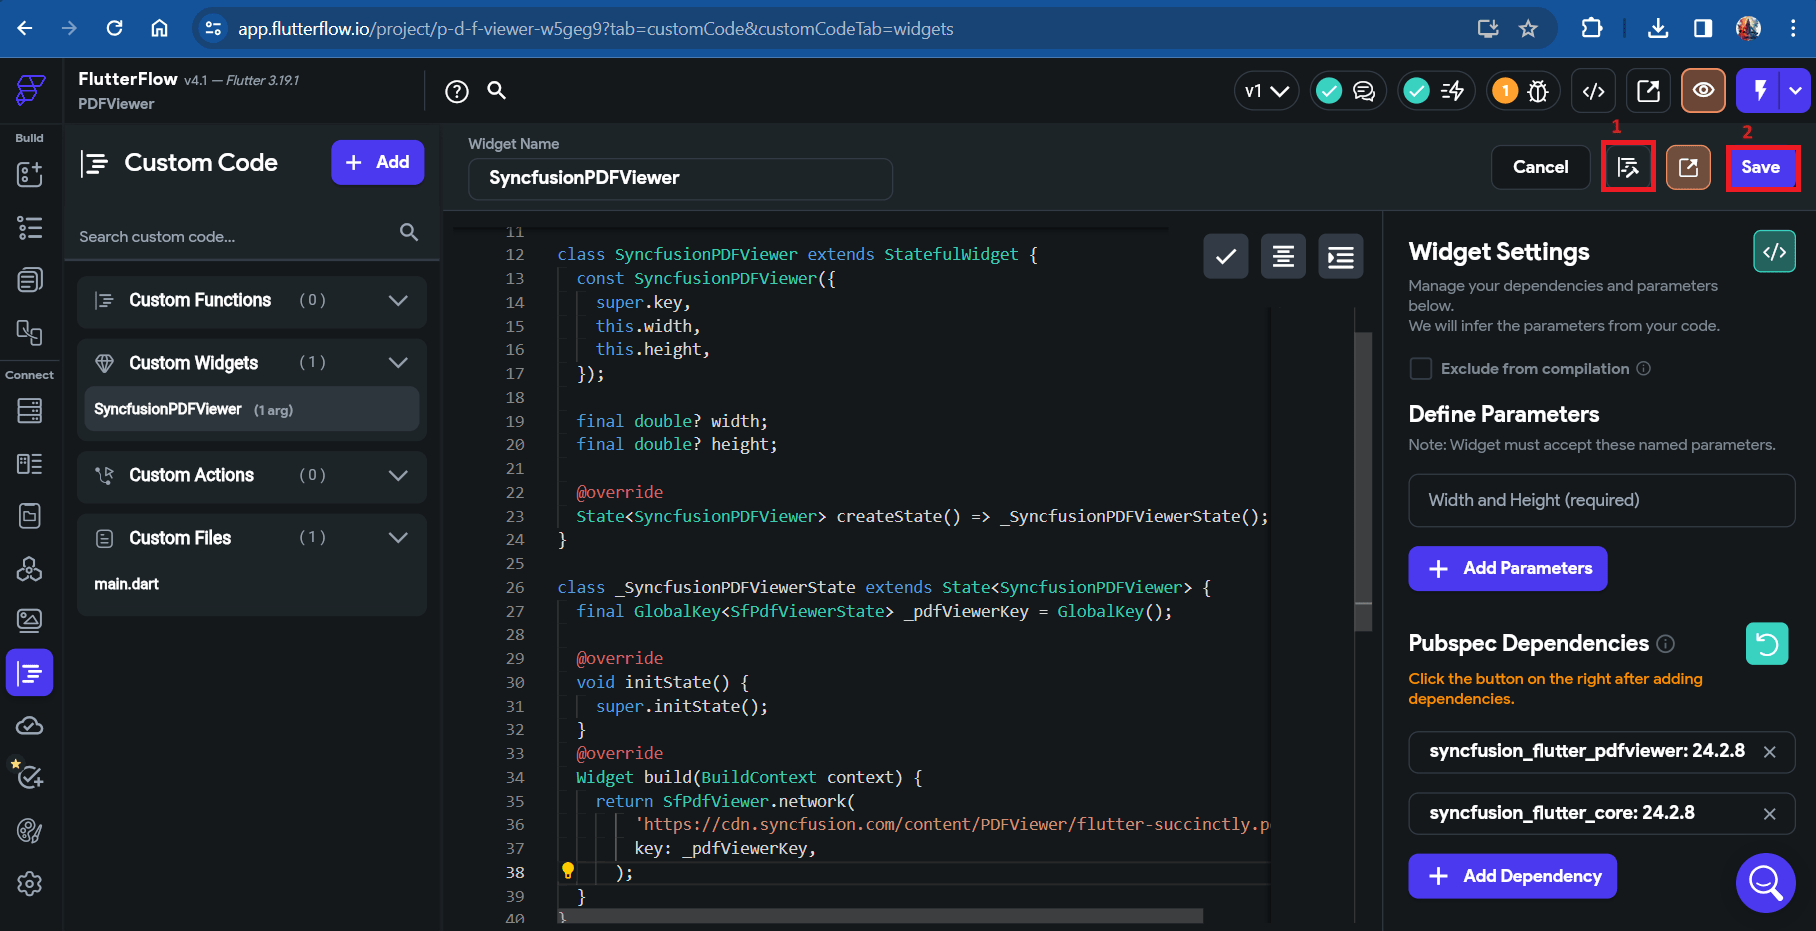 app.flutterflow.io/project/p-d-f-viewer-w5geg9?tab=customCode&customCodeTab=widgets
FlutterFlow v4.1 — Flutter 3.19.1
PDFViewer
v1
1
</>
1
2
Build
Connect
Custom Code
+ Add
Search custom code...
Custom Functions (0)
Custom Widgets (1)
SyncfusionPDFViewer (1 arg)
Custom Actions (0)
Custom Files (1)
main.dart
Widget Name
SyncfusionPDFViewer
Cancel
Save
11
12 class SyncfusionPDFViewer extends StatefulWidget {
13 const SyncfusionPDFViewer({
14 super.key,
15 this.width,
16 this.height,
17 });
18
19 final double? width;
20 final double? height;
21
22 @override
23 State<SyncfusionPDFViewer> createState() => _SyncfusionPDFViewerState();
24 }
25
26 class _SyncfusionPDFViewerState extends State<SyncfusionPDFViewer> {
27 final GlobalKey<SfPdfViewerState> _pdfViewerKey = GlobalKey();
28
29 @override
30 void initState() {
31 super.initState();
32 }
33 @override
34 Widget build(BuildContext context) {
35 return SfPdfViewer.network(
36 'https://cdn.syncfusion.com/content/PDFViewer/flutter-succinctly.p
37 key: _pdfViewerKey,
38 );
39 }
40 }
Widget Settings
</>
Manage your dependencies and parameters
below.
We will infer the parameters from your code.
Exclude from compilation
Define Parameters
Note: Widget must accept these named parameters.
Width and Height (required)
+ Add Parameters
Pubspec Dependencies
Click the button on the right after adding
dependencies.
syncfusion_flutter_pdfviewer: 24.2.8
syncfusion_flutter_core: 24.2.8
+ Add Dependency